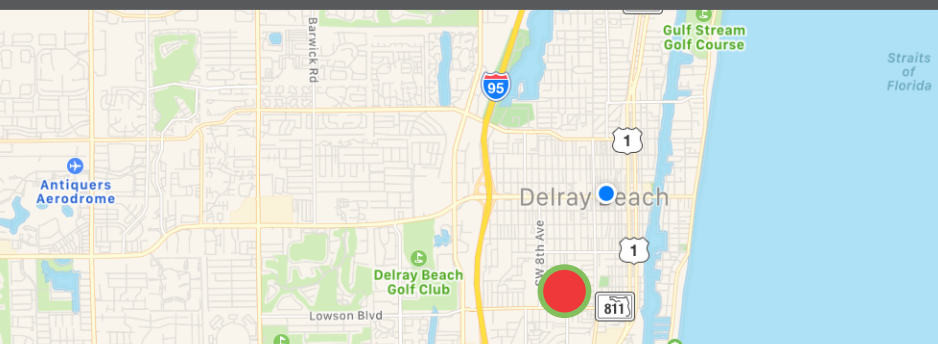 Barwick Rd
Gulf Stream
Golf Course
Straits
of
Florida
95
1
Antiquers
Aerodrome
Delray Beach
SW 8th Ave
1
Delray Beach
Golf Club
811
Lowson Blvd